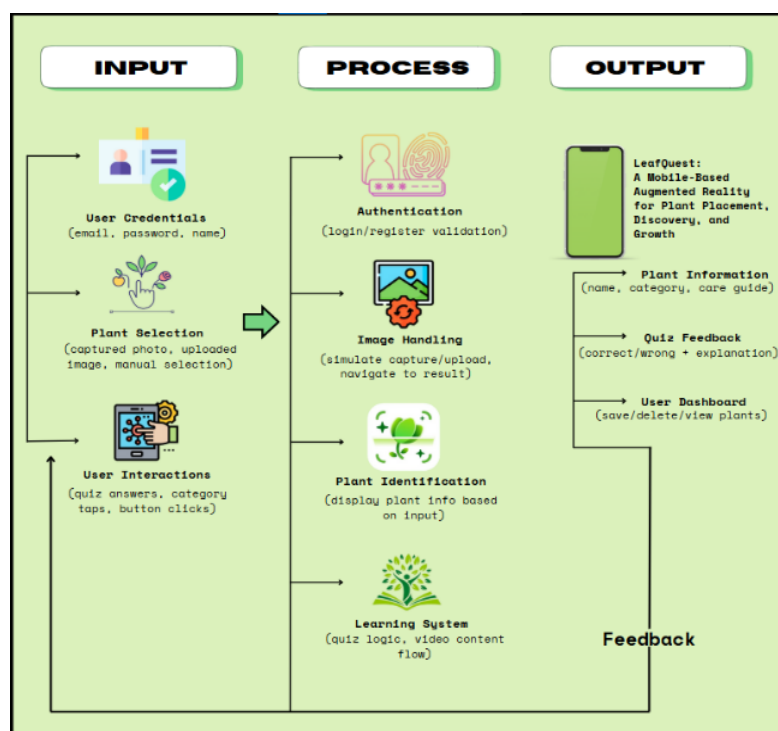 INPUT
User Credentials
(email, password, name)
Plant Selection
(captured photo, uploaded
image, manual selection)
User Interactions
(quiz answers, category
taps, button clicks)
PROCESS
Authentication
(login/register validation)
Image Handling
(simulate capture/upload,
navigate to result)
Plant Identification
(display plant info based
on input)
Learning System
(quiz logic, video content
flow)
OUTPUT
LeafQuest:
A Mobile-Based
Augmented Reality
for Plant Placement,
Discovery, and
Growth
Plant Information
(name, category, care guide)
Quiz Feedback
(correct/wrong + explanation)
User Dashboard
(save/delete/view plants)
Feedback